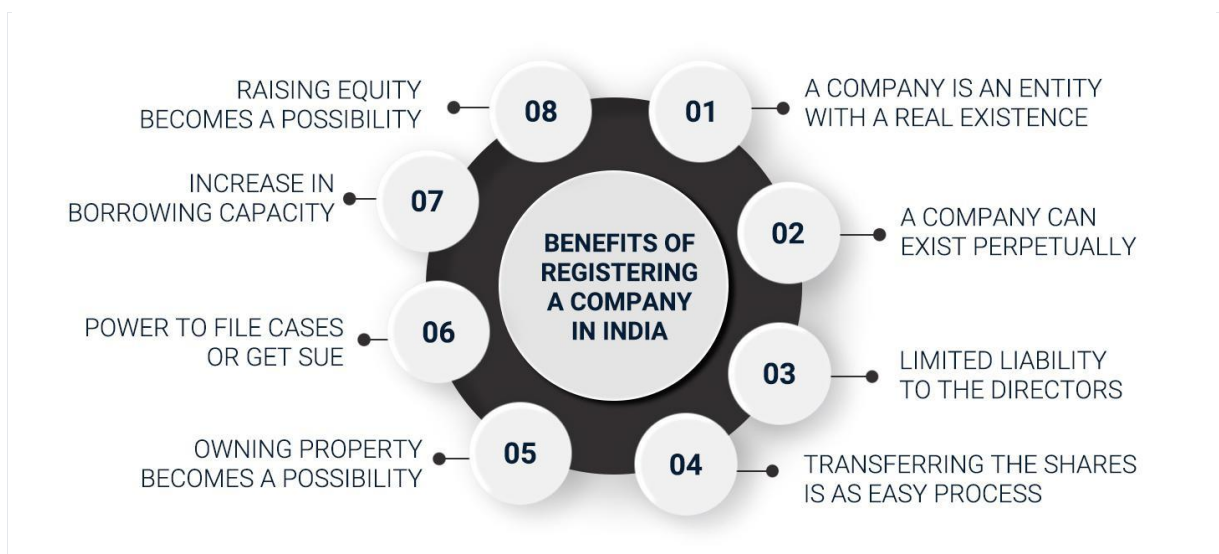 BENEFITS OF
REGISTERING
A COMPANY
IN INDIA
01
A COMPANY IS AN ENTITY
WITH A REAL EXISTENCE
02
A COMPANY CAN
EXIST PERPETUALLY
03
LIMITED LIABILITY
TO THE DIRECTORS
04
TRANSFERRING THE SHARES
IS AS EASY PROCESS
05
OWNING PROPERTY
BECOMES A POSSIBILITY
06
POWER TO FILE CASES
OR GET SUE
07
INCREASE IN
BORROWING CAPACITY
08
RAISING EQUITY
BECOMES A POSSIBILITY